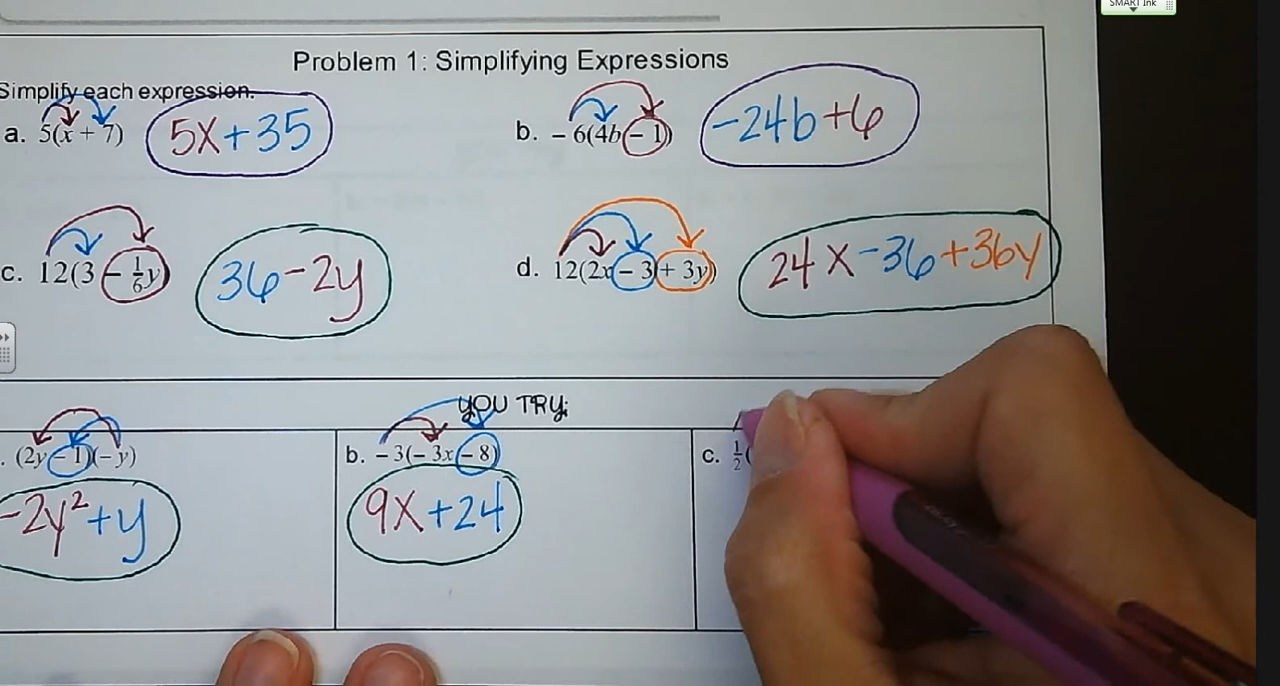 SMART Ink
Problem 1: Simplifying Expressions
Simplify each expression.
a. 5(x + 7) 5x+35
b. – 6(4b – 1) -24b+6
c. 12(3 – 1/6 y) 36-2y
d. 12(2x – 3 + 3y) 24x-36+36y
YOU TRY:
. (2y – 1)(– y)
b. – 3(– 3x – 8)
c. 1/2(
-2y²+y
9x+24